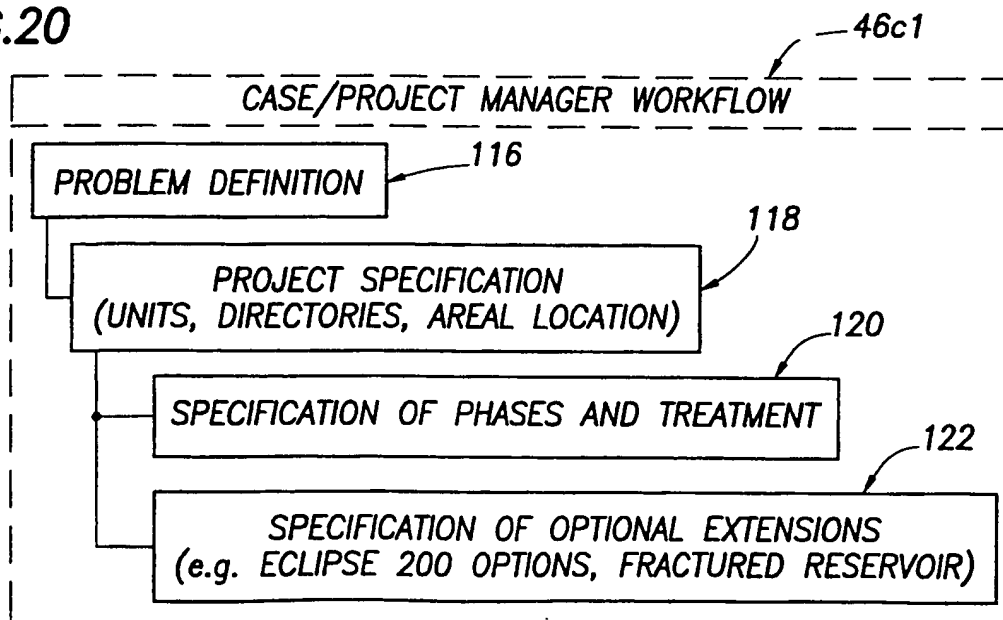 .20
46c1
CASE/PROJECT MANAGER WORKFLOW
PROBLEM DEFINITION
116
118
PROJECT SPECIFICATION
(UNITS, DIRECTORIES, AREAL LOCATION)
120
SPECIFICATION OF PHASES AND TREATMENT
122
SPECIFICATION OF OPTIONAL EXTENSIONS
(e.g. ECLIPSE 200 OPTIONS, FRACTURED RESERVOIR)